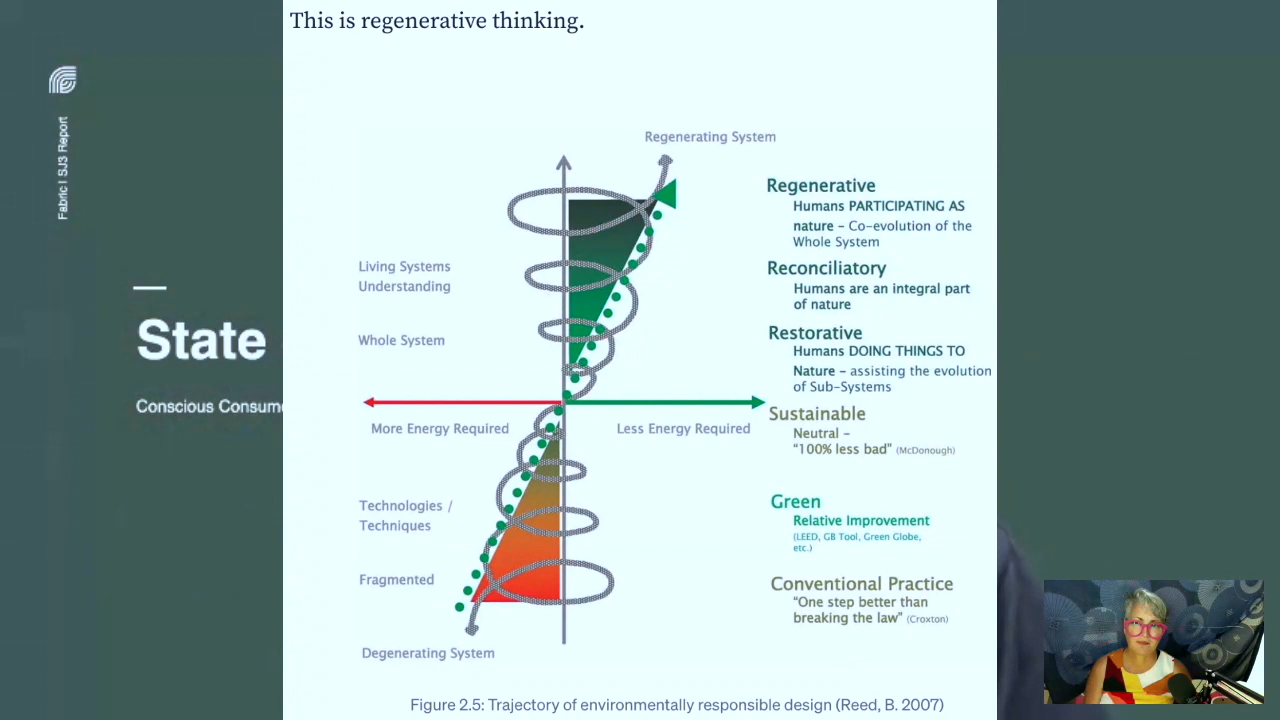 This is regenerative thinking.
Fabric | SJ3 Report
State
Conscious Consume
Regenerating System
Living Systems
Understanding
Whole System
More Energy Required
Less Energy Required
Technologies /
Techniques
Fragmented
Degenerating System
Regenerative
Humans PARTICIPATING AS
nature – Co-evolution of the
Whole System
Reconciliatory
Humans are an integral part
of nature
Restorative
Humans DOING THINGS TO
Nature – assisting the evolution
of Sub-Systems
Sustainable
Neutral –
“100% less bad” (McDonough)
Green
Relative Improvement
(LEED, GB Tool, Green Globe,
etc.)
Conventional Practice
“One step better than
breaking the law” (Croxton)
Figure 2.5: Trajectory of environmentally responsible design (Reed, B. 2007)